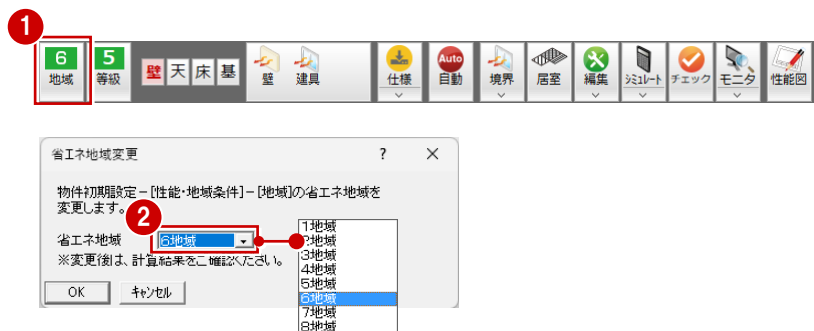 1
6 5 Auto
地域 等級 壁 天 床 基 壁 建具 仕様 自動 境界 居室 編集 ｼﾐｭﾚｰﾄ チェック モニタ 性能図
省エネ地域変更 ? ×
物件初期設定－[性能･地域条件]－[地域]の省エネ地域を
変更します。
2
省エネ地域 6地域
※変更後は、計算結果をご確認ください。
OK キャンセル
1地域
2地域
3地域
4地域
5地域
6地域
7地域
8地域